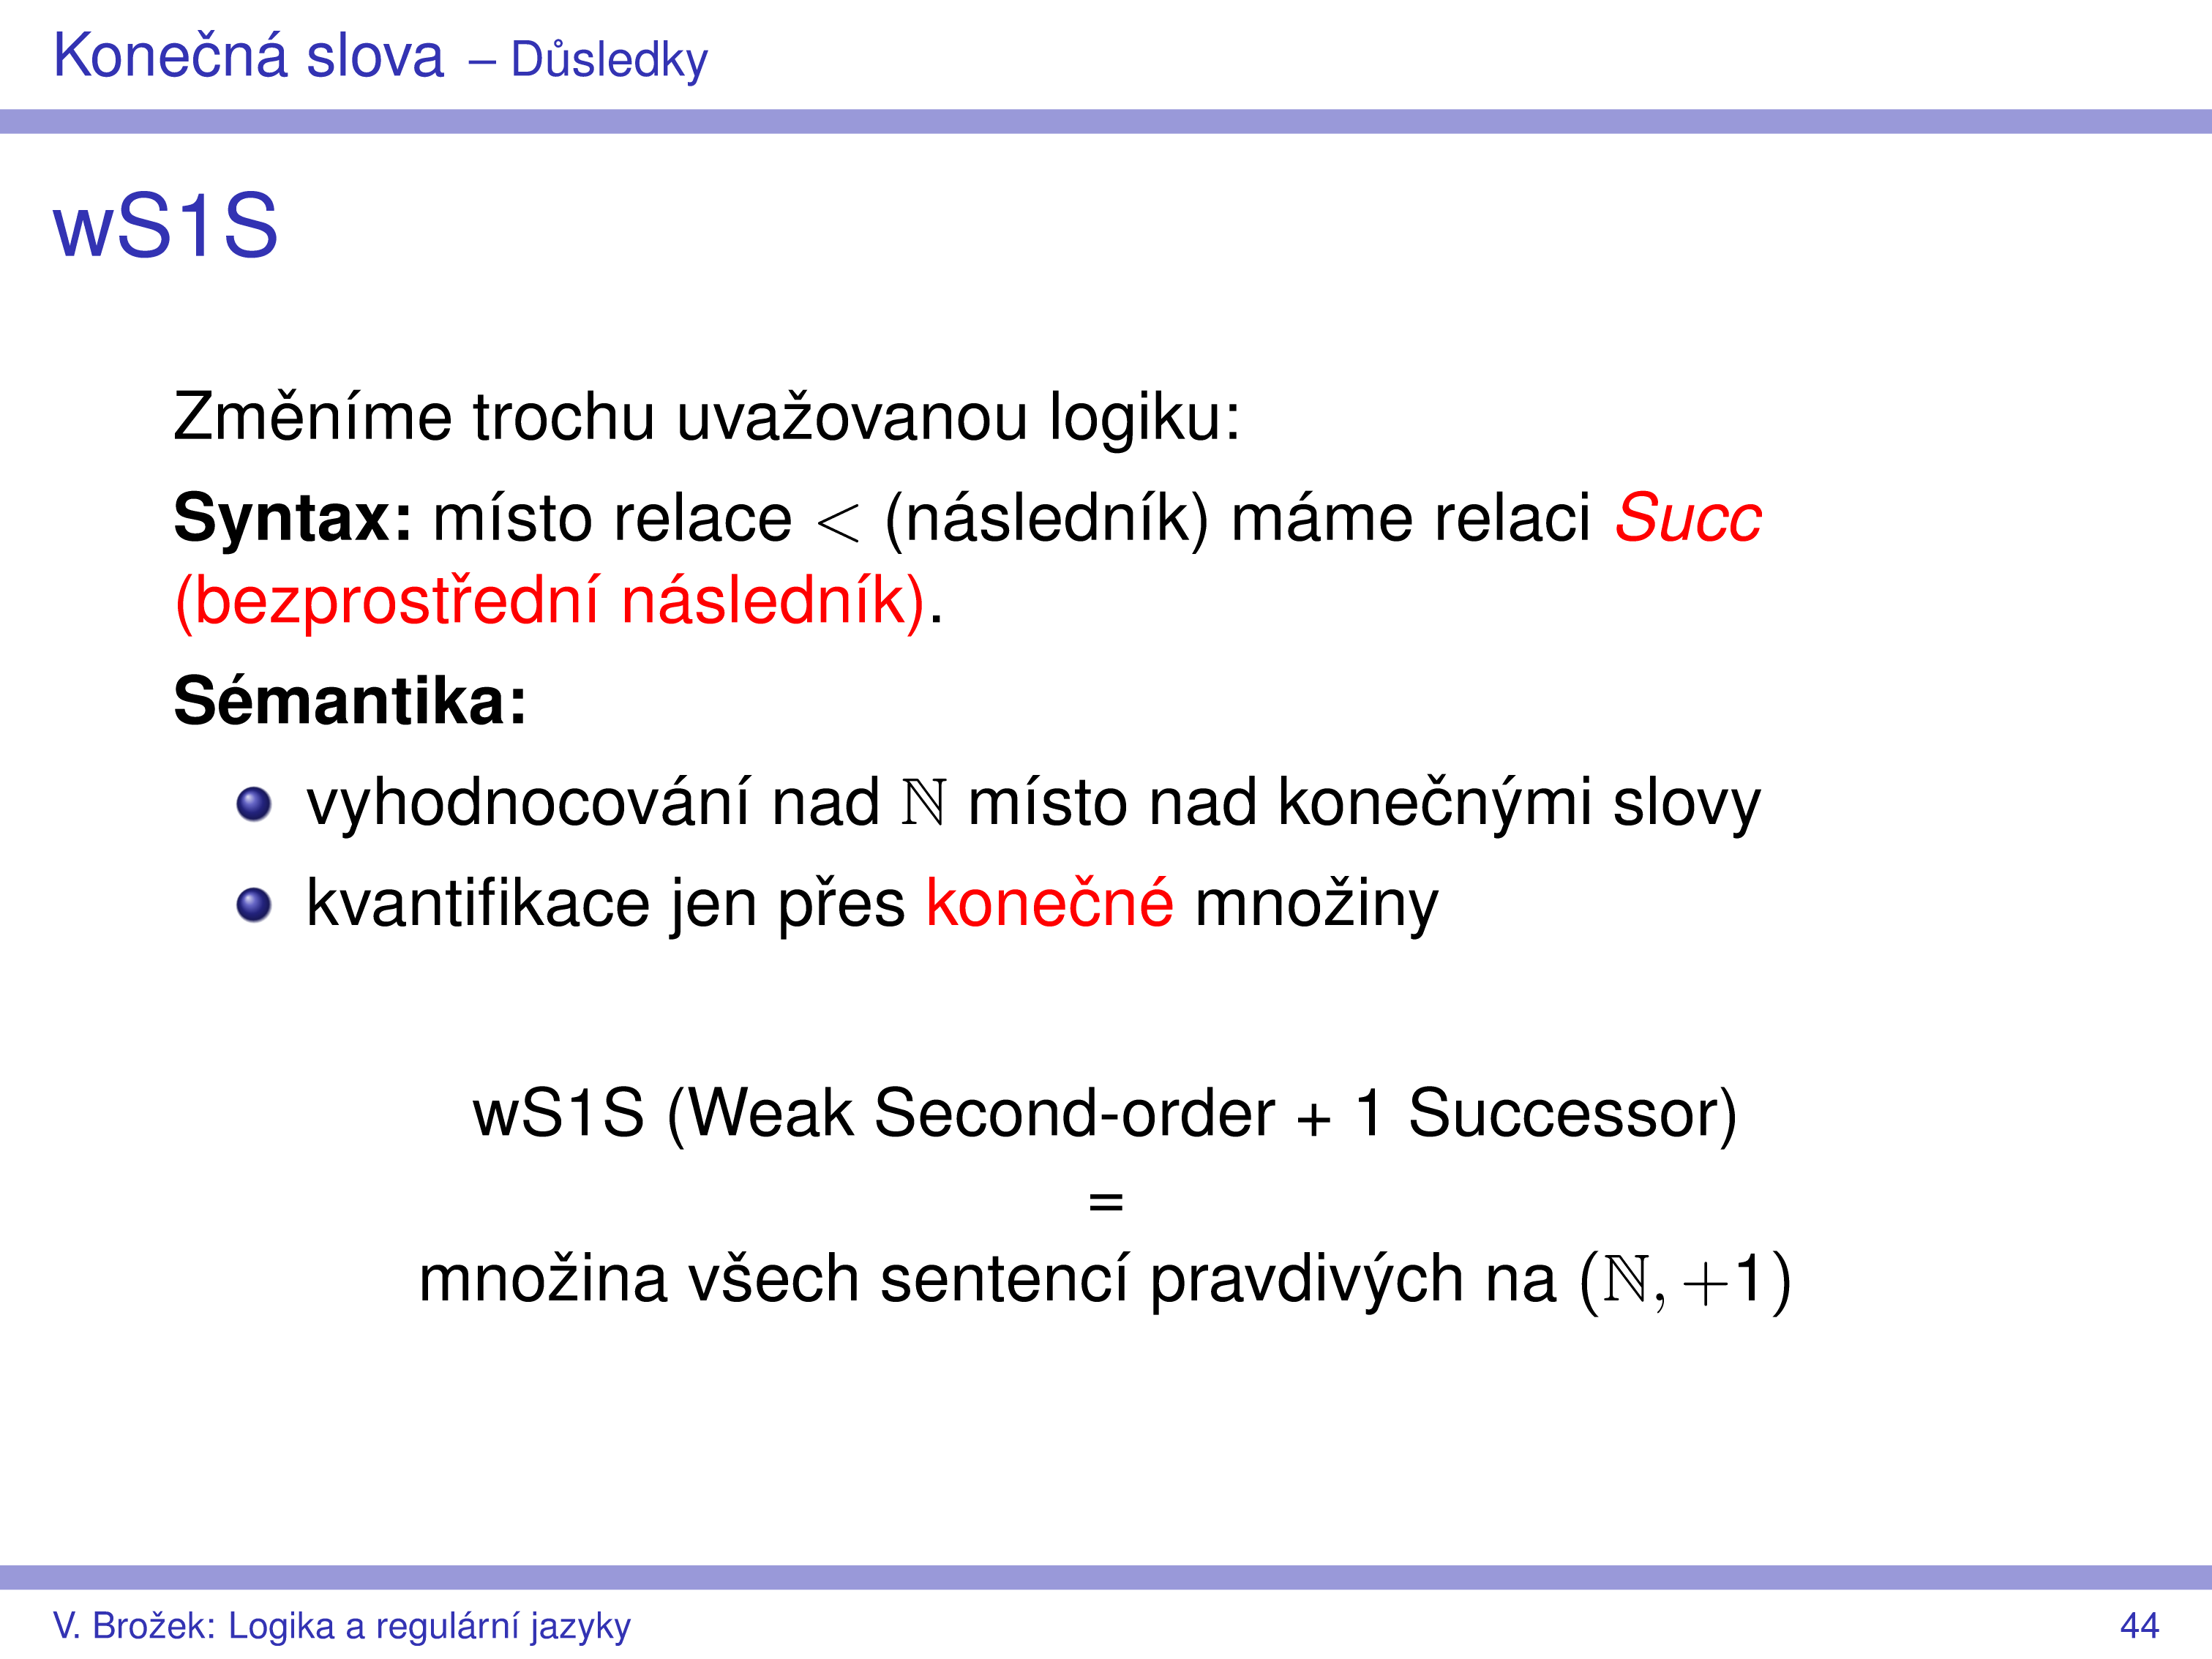 Konečná slova – Důsledky
wS1S
Změníme trochu uvažovanou logiku:
Syntax: místo relace < (následník) máme relaci Succ
(bezprostřední následník).
Sémantika:
vyhodnocování nad ℕ místo nad konečnými slovy
kvantifikace jen přes konečné množiny
wS1S (Weak Second-order + 1 Successor)
=
množina všech sentencí pravdivých na (ℕ, +1)
V. Brožek: Logika a regulární jazyky 44